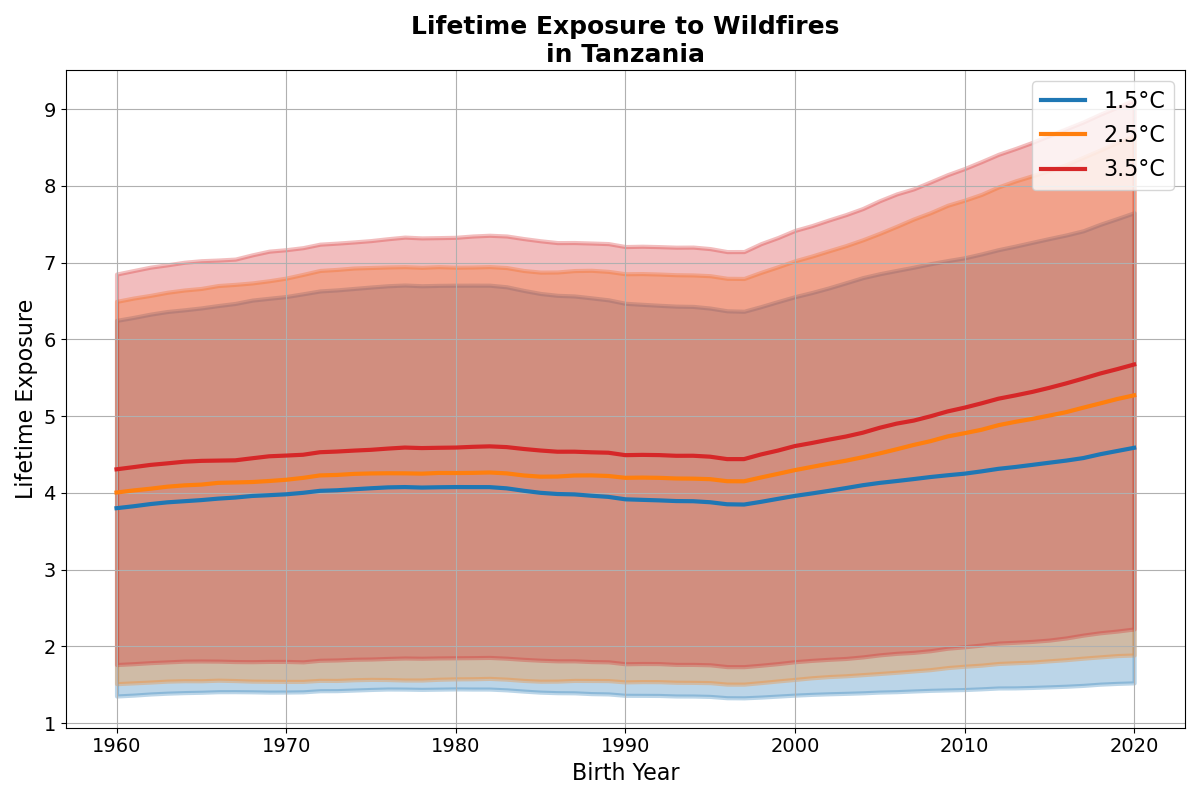 Lifetime Exposure to Wildfires
in Tanzania
1.5°C
2.5°C
3.5°C
Lifetime Exposure
9
8
7
6
5
4
3
2
1
1960 1970 1980 1990 2000 2010 2020
Birth Year